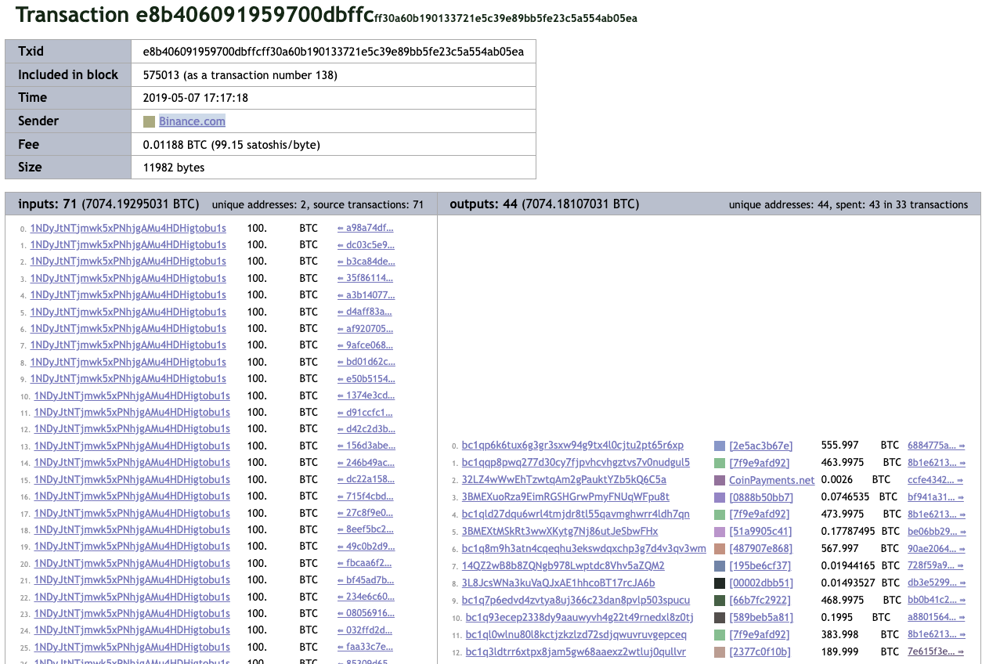 Transaction e8b406091959700dbffcff30a60b190133721e5c39e89bb5fe23c5a554ab05ea
Txid e8b406091959700dbffcff30a60b190133721e5c39e89bb5fe23c5a554ab05ea
Included in block 575013 (as a transaction number 138)
Time 2019-05-07 17:17:18
Sender Binance.com
Fee 0.01188 BTC (99.15 satoshis/byte)
Size 11982 bytes
inputs: 71 (7074.19295031 BTC) unique addresses: 2, source transactions: 71
0. 1NDyJtNTjmwk5xPNhjgAMu4HDHigtobu1s 100. BTC ⇐ a98a74df...
1. 1NDyJtNTjmwk5xPNhjgAMu4HDHigtobu1s 100. BTC ⇐ dc03c5e9...
2. 1NDyJtNTjmwk5xPNhjgAMu4HDHigtobu1s 100. BTC ⇐ b3ca84de...
3. 1NDyJtNTjmwk5xPNhjgAMu4HDHigtobu1s 100. BTC ⇐ 35f86114...
4. 1NDyJtNTjmwk5xPNhjgAMu4HDHigtobu1s 100. BTC ⇐ a3b14077...
5. 1NDyJtNTjmwk5xPNhjgAMu4HDHigtobu1s 100. BTC ⇐ d4aff83a...
6. 1NDyJtNTjmwk5xPNhjgAMu4HDHigtobu1s 100. BTC ⇐ af920705...
7. 1NDyJtNTjmwk5xPNhjgAMu4HDHigtobu1s 100. BTC ⇐ 9afce068...
8. 1NDyJtNTjmwk5xPNhjgAMu4HDHigtobu1s 100. BTC ⇐ bd01d62c...
9. 1NDyJtNTjmwk5xPNhjgAMu4HDHigtobu1s 100. BTC ⇐ e50b5154...
10. 1NDyJtNTjmwk5xPNhjgAMu4HDHigtobu1s 100. BTC ⇐ 1374e3cd...
11. 1NDyJtNTjmwk5xPNhjgAMu4HDHigtobu1s 100. BTC ⇐ d91ccfc1...
12. 1NDyJtNTjmwk5xPNhjgAMu4HDHigtobu1s 100. BTC ⇐ d42c2d3b...
13. 1NDyJtNTjmwk5xPNhjgAMu4HDHigtobu1s 100. BTC ⇐ 156d3abe...
14. 1NDyJtNTjmwk5xPNhjgAMu4HDHigtobu1s 100. BTC ⇐ 246b49ac...
15. 1NDyJtNTjmwk5xPNhjgAMu4HDHigtobu1s 100. BTC ⇐ dc22a158...
16. 1NDyJtNTjmwk5xPNhjgAMu4HDHigtobu1s 100. BTC ⇐ 715f4cbd...
17. 1NDyJtNTjmwk5xPNhjgAMu4HDHigtobu1s 100. BTC ⇐ 27c8f9e0...
18. 1NDyJtNTjmwk5xPNhjgAMu4HDHigtobu1s 100. BTC ⇐ 8eef5bc2...
19. 1NDyJtNTjmwk5xPNhjgAMu4HDHigtobu1s 100. BTC ⇐ 49c0b2d9...
20. 1NDyJtNTjmwk5xPNhjgAMu4HDHigtobu1s 100. BTC ⇐ fbcaa6f2...
21. 1NDyJtNTjmwk5xPNhjgAMu4HDHigtobu1s 100. BTC ⇐ bf45ad7b...
22. 1NDyJtNTjmwk5xPNhjgAMu4HDHigtobu1s 100. BTC ⇐ 234e6c60...
23. 1NDyJtNTjmwk5xPNhjgAMu4HDHigtobu1s 100. BTC ⇐ 08056916...
24. 1NDyJtNTjmwk5xPNhjgAMu4HDHigtobu1s 100. BTC ⇐ 032ffd2d...
25. 1NDyJtNTjmwk5xPNhjgAMu4HDHigtobu1s 100. BTC ⇐ faa33c7e...
outputs: 44 (7074.18107031 BTC) unique addresses: 44, spent: 43 in 33 transactions
0. bc1qp6k6tux6g3gr3sxw94g9tx4l0cjtu2pt65r6xp [2e5ac3b67e] 555.997 BTC 6884775a... ⇒
1. bc1qqp8pwq277d30cy7fjpvhcvhgztvs7v0nudgul5 [7f9e9afd92] 463.9975 BTC 8b1e6213... ⇒
2. 32LZ4wWwEhTzwtqAm2gPauktYZb5kQ6C5a CoinPayments.net 0.0026 BTC ccfe4342... ⇒
3. 3BMEXuoRza9EimRGSHGrwPmyFNUqWFpu8t [0888b50bb7] 0.0746535 BTC bf941a31... ⇒
4. bc1qld27dqu6wrl4tmjdr8tl55qavmghwrr4ldh7qn [7f9e9afd92] 473.9975 BTC 8b1e6213... ⇒
5. 3BMEXtMSkRt3wwXKytg7Nj86utJeSbwFHx [51a9905c41] 0.17787495 BTC be06bb29... ⇒
6. bc1q8m9h3atn4cqeqhu3ekswdqxchp3g7d4v3qv3wm [487907e868] 567.997 BTC 90ae2064... ⇒
7. 14QZ2wB8b8ZQNgb978Lwptdc8Vhv5aZQM2 [195be6cf37] 0.01944165 BTC 728f59a9... ⇒
8. 3L8JcsWNa3kuVaQJxAE1hhcoBT17rcJA6b [00002dbb51] 0.01493527 BTC db3e5299... ⇒
9. bc1q7p6edvd4zvtya8uj366c23dan8pvlp503spucu [66b7fc2922] 468.9975 BTC bb0b41c2... ⇒
10. bc1q93ecep2338dy9aauwyvh4g22t49rnedxl8z0tj [589beb5a81] 0.1995 BTC a8801564... ⇒
11. bc1ql0wlnu80l8kctjzkzlzd72sdjqwuvruvgepceq [7f9e9afd92] 383.998 BTC 8b1e6213... ⇒
12. bc1q3ldtrr6xtpx8jam5gw68aaexz2wtluj0qullvr [2377c0f10b] 189.999 BTC 7e615f3e... ⇒